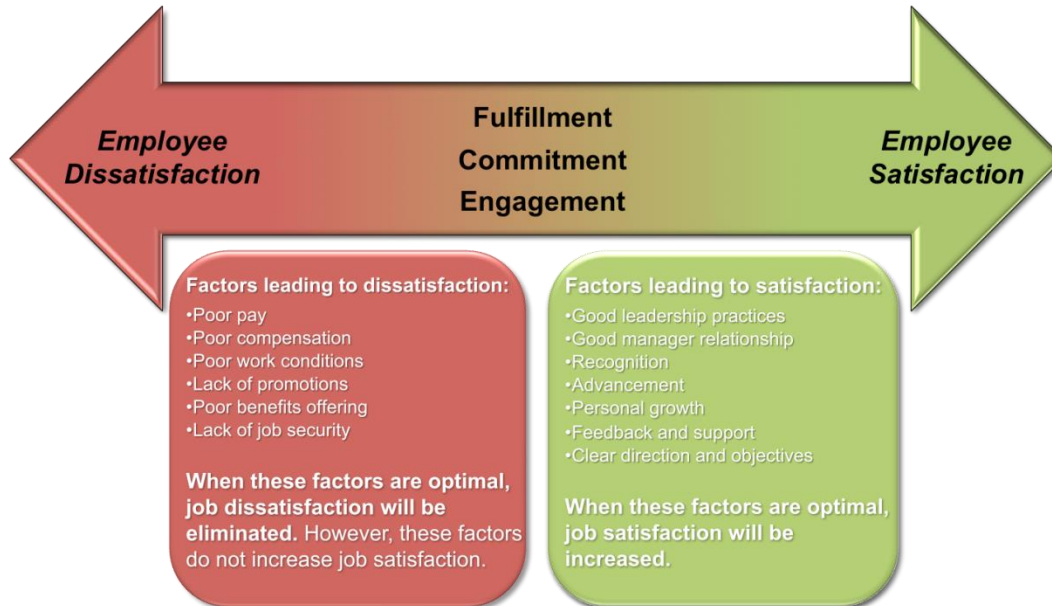 Employee
Dissatisfaction
Fulfillment
Commitment
Engagement
Employee
Satisfaction
Factors leading to dissatisfaction:
•Poor pay
•Poor compensation
•Poor work conditions
•Lack of promotions
•Poor benefits offering
•Lack of job security
When these factors are optimal,
job dissatisfaction will be
eliminated. However, these factors
do not increase job satisfaction.
Factors leading to satisfaction:
•Good leadership practices
•Good manager relationship
•Recognition
•Advancement
•Personal growth
•Feedback and support
•Clear direction and objectives
When these factors are optimal,
job satisfaction will be
increased.